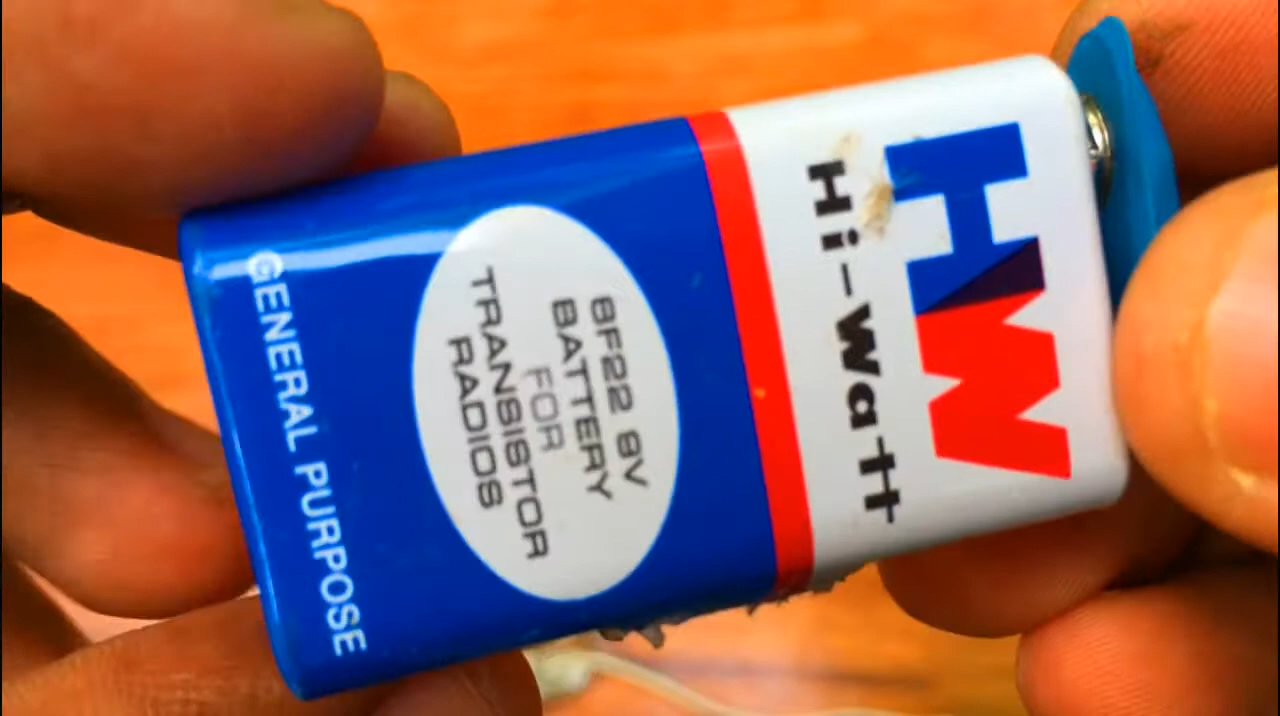 HW
Hi-Watt
6F22 9V
BATTERY
FOR
TRANSISTOR
RADIOS
GENERAL PURPOSE